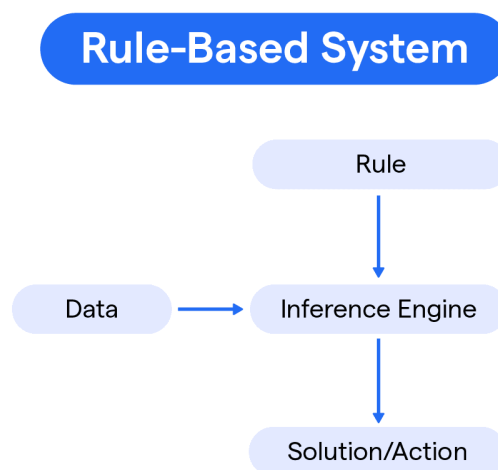 Rule-Based System
Rule
Data
Inference Engine
Solution/Action